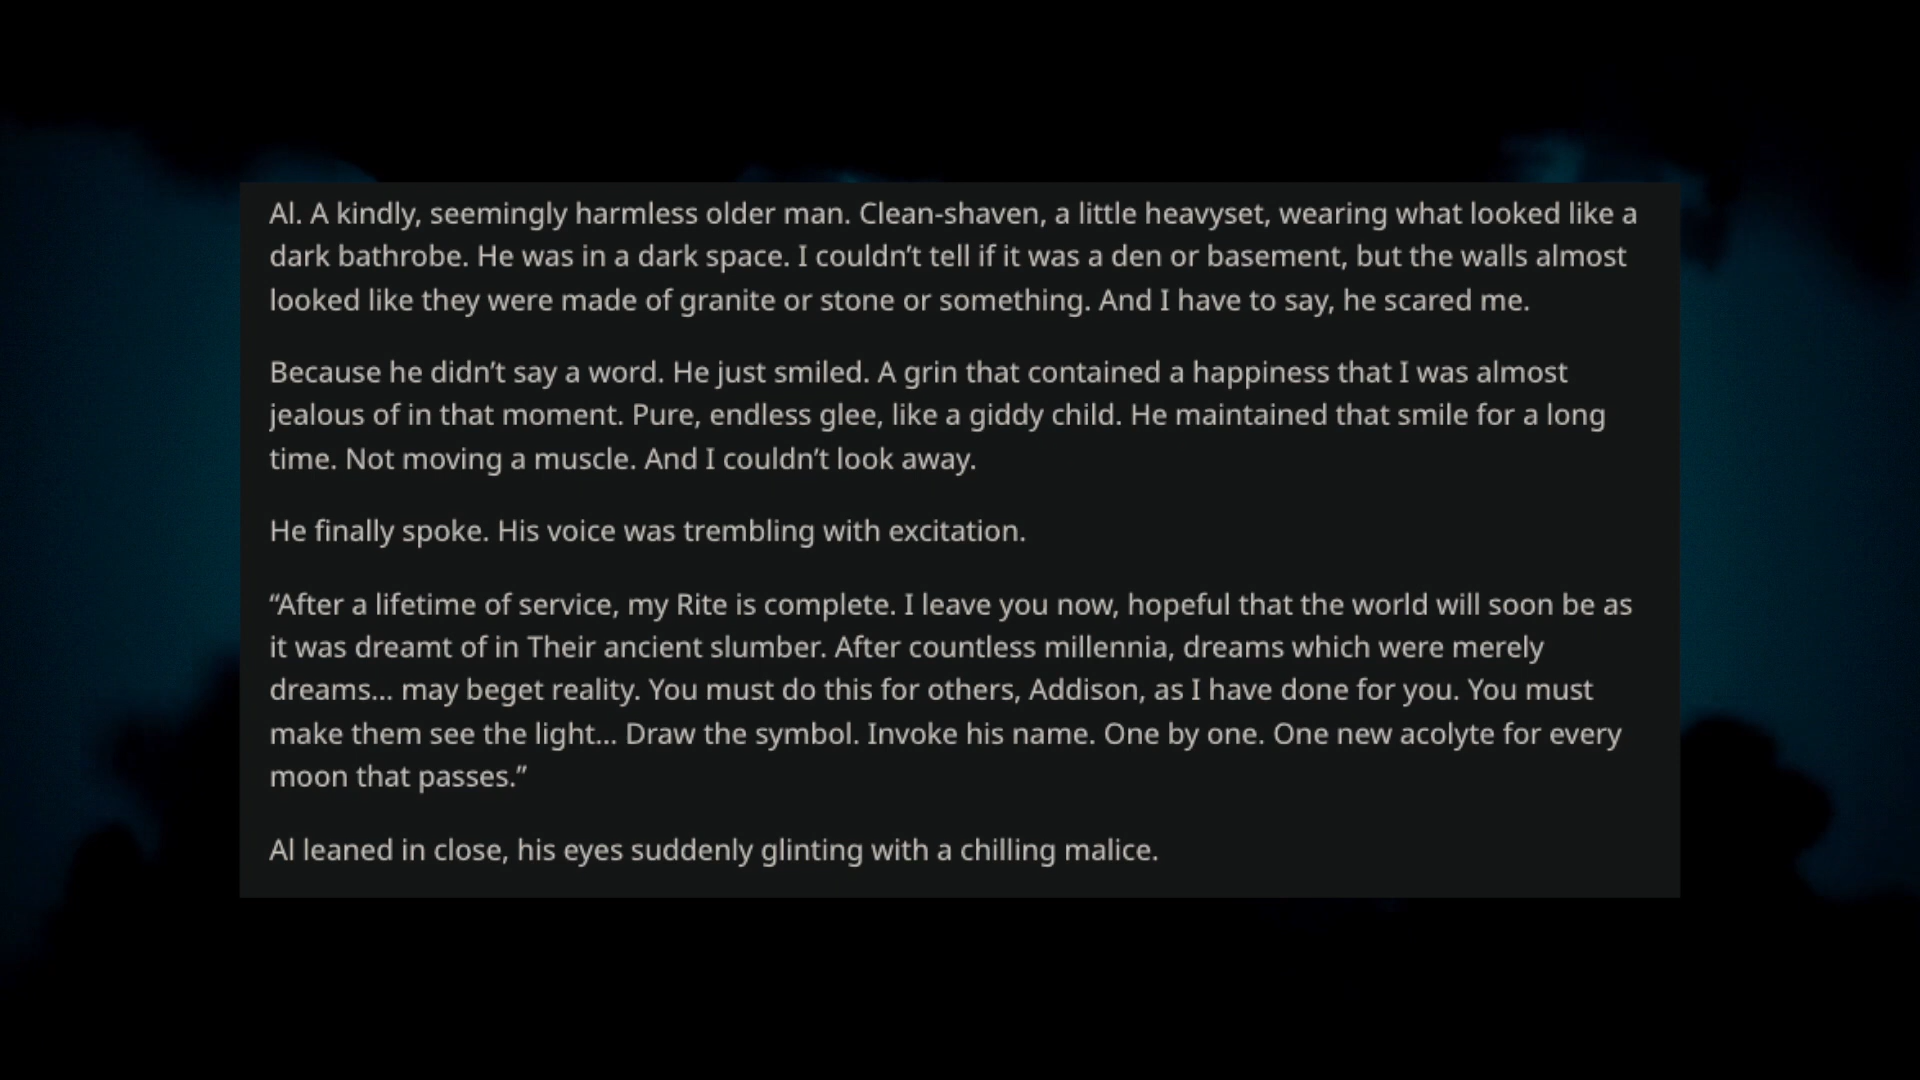 Al. A kindly, seemingly harmless older man. Clean-shaven, a little heavyset, wearing what looked like a
dark bathrobe. He was in a dark space. I couldn’t tell if it was a den or basement, but the walls almost
looked like they were made of granite or stone or something. And I have to say, he scared me.
Because he didn’t say a word. He just smiled. A grin that contained a happiness that I was almost
jealous of in that moment. Pure, endless glee, like a giddy child. He maintained that smile for a long
time. Not moving a muscle. And I couldn’t look away.
He finally spoke. His voice was trembling with excitation.
“After a lifetime of service, my Rite is complete. I leave you now, hopeful that the world will soon be as
it was dreamt of in Their ancient slumber. After countless millennia, dreams which were merely
dreams… may beget reality. You must do this for others, Addison, as I have done for you. You must
make them see the light… Draw the symbol. Invoke his name. One by one. One new acolyte for every
moon that passes.”
Al leaned in close, his eyes suddenly glinting with a chilling malice.